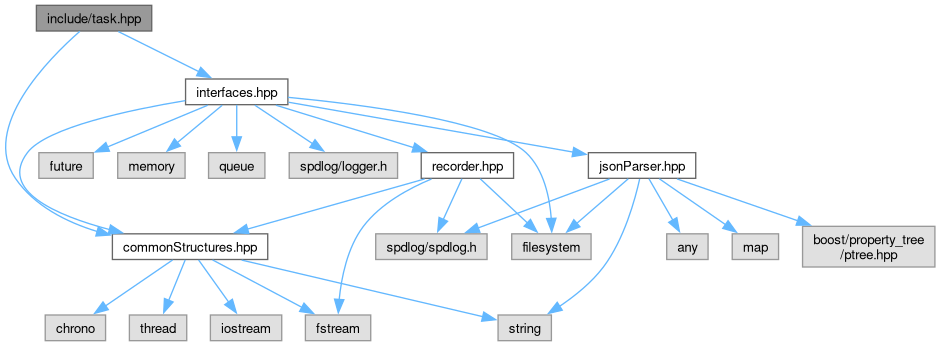 include/task.hpp
interfaces.hpp
future
memory
queue
spdlog/logger.h
recorder.hpp
jsonParser.hpp
commonStructures.hpp
spdlog/spdlog.h
filesystem
any
map
boost/property_tree
/ptree.hpp
chrono
thread
iostream
fstream
string